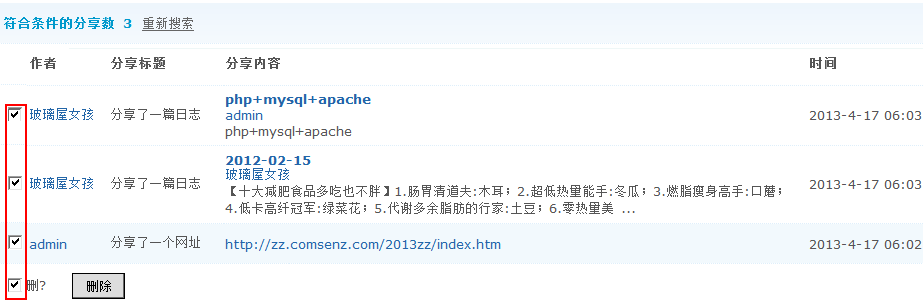 符合条件的分享数 3 重新搜索
作者 分享标题 分享内容 时间
玻璃屋女孩 分享了一篇日志 php+mysql+apache 2013-4-17 06:03
admin
php+mysql+apache
玻璃屋女孩 分享了一篇日志 2012-02-15 2013-4-17 06:03
玻璃屋女孩
【十大减肥食品多吃也不胖】1.肠胃清道夫:木耳；2.超低热量能手:冬瓜；3.燃脂瘦身高手:口蘑；
4.低卡高纤冠军:绿菜花；5.代谢多余脂肪的行家:土豆；6.零热量美 ...
admin 分享了一个网址 http://zz.comsenz.com/2013zz/index.htm 2013-4-17 06:02
删? 删除